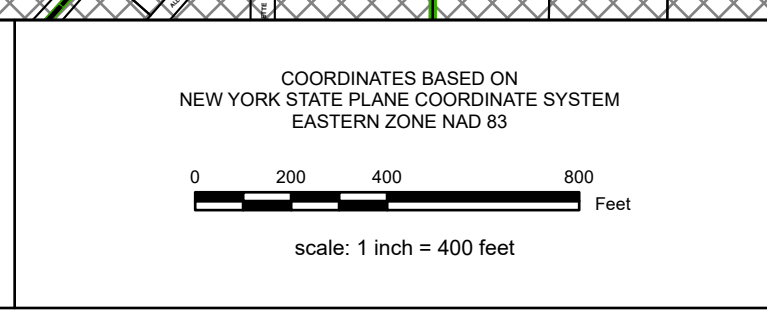 COORDINATES BASED ON
NEW YORK STATE PLANE COORDINATE SYSTEM
EASTERN ZONE NAD 83
0 200 400 800
Feet
scale: 1 inch = 400 feet